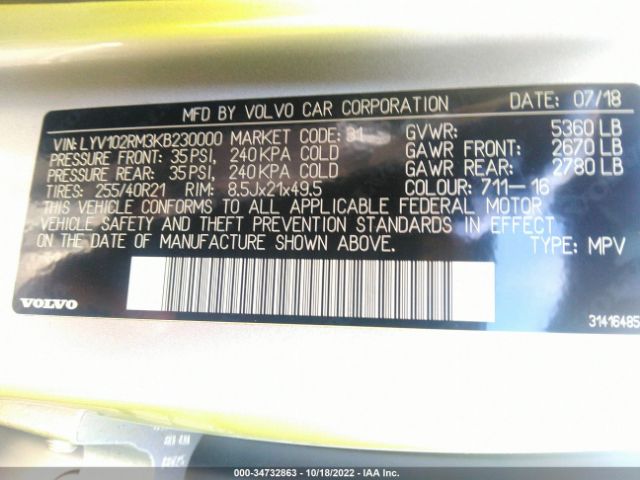 MFD BY VOLVO CAR CORPORATION DATE: 07/18
VIN: LYV102RM3KB230000 MARKET CODE: 31 GVWR: 5360 LB
PRESSURE FRONT: 35 PSI, 240 KPA COLD GAWR FRONT: 2670 LB
PRESSURE REAR: 35 PSI, 240 KPA COLD GAWR REAR: 2780 LB
TIRES: 255/40R21 RIM: 8.5Jx21x49.5 COLOUR: 711-16
THIS VEHICLE CONFORMS TO ALL APPLICABLE FEDERAL MOTOR
VEHICLE SAFETY AND THEFT PREVENTION STANDARDS IN EFFECT
ON THE DATE OF MANUFACTURE SHOWN ABOVE. TYPE: MPV
VOLVO
31416485
000-34732863 - 10/18/2022 - IAA Inc.